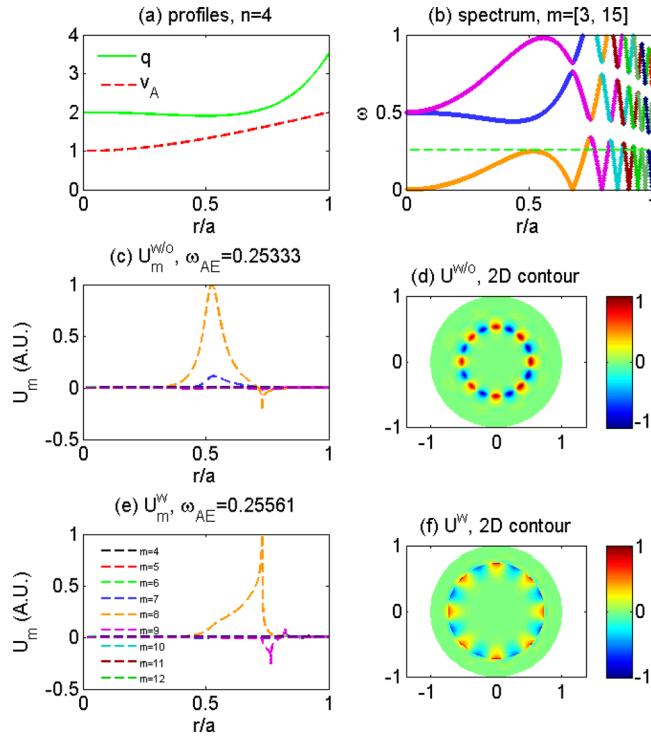 (a) profiles, n=4
4
3
2
1
0
q
v_A
0
0.5
1
r/a
(b) spectrum, m=[3, 15]
1
0.5
0
ω
0
0.5
1
r/a
(c) U_m^{w/o}, ω_AE=0.25333
1
0.5
0
-0.5
U_m (A.U.)
0
0.5
1
r/a
(d) U^{w/o}, 2D contour
1
0
-1
-1
0
1
1
0
-1
(e) U_m^w, ω_AE=0.25561
1
0.5
0
-0.5
U_m (A.U.)
m=4
m=5
m=6
m=7
m=8
m=9
m=10
m=11
m=12
0
0.5
1
r/a
(f) U^w, 2D contour
1
0
-1
-1
0
1
1
0
-1